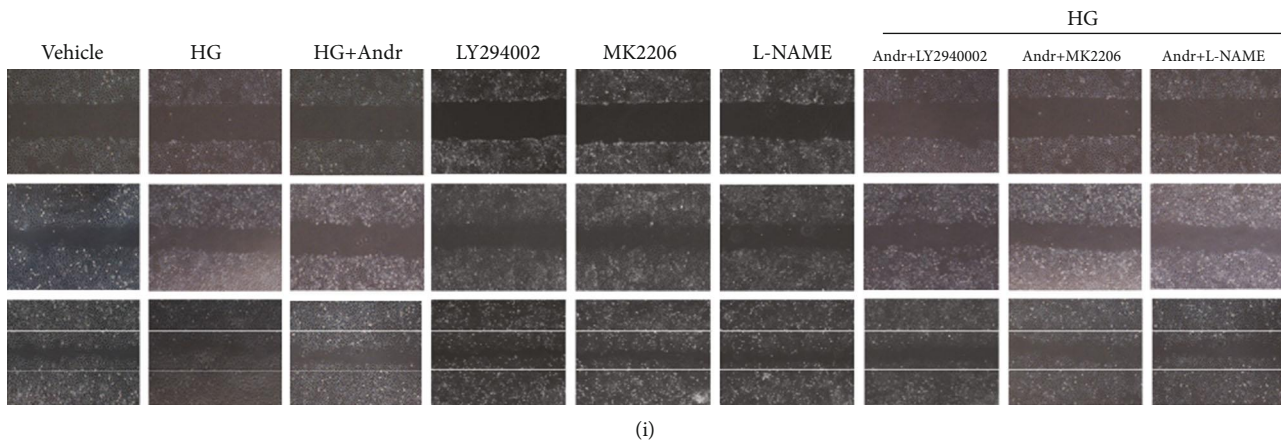 HG
Vehicle HG HG+Andr LY294002 MK2206 L-NAME Andr+LY2940002 Andr+MK2206 Andr+L-NAME
(i)